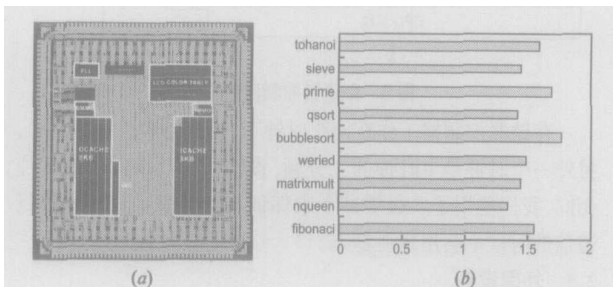 PLL
DCACHE
8KB
ICACHE
8KB
(a)
tohanoi
sieve
prime
qsort
bubblesort
weried
matrixmult
nqueen
fibonaci
0
0.5
1
1.5
2
(b)